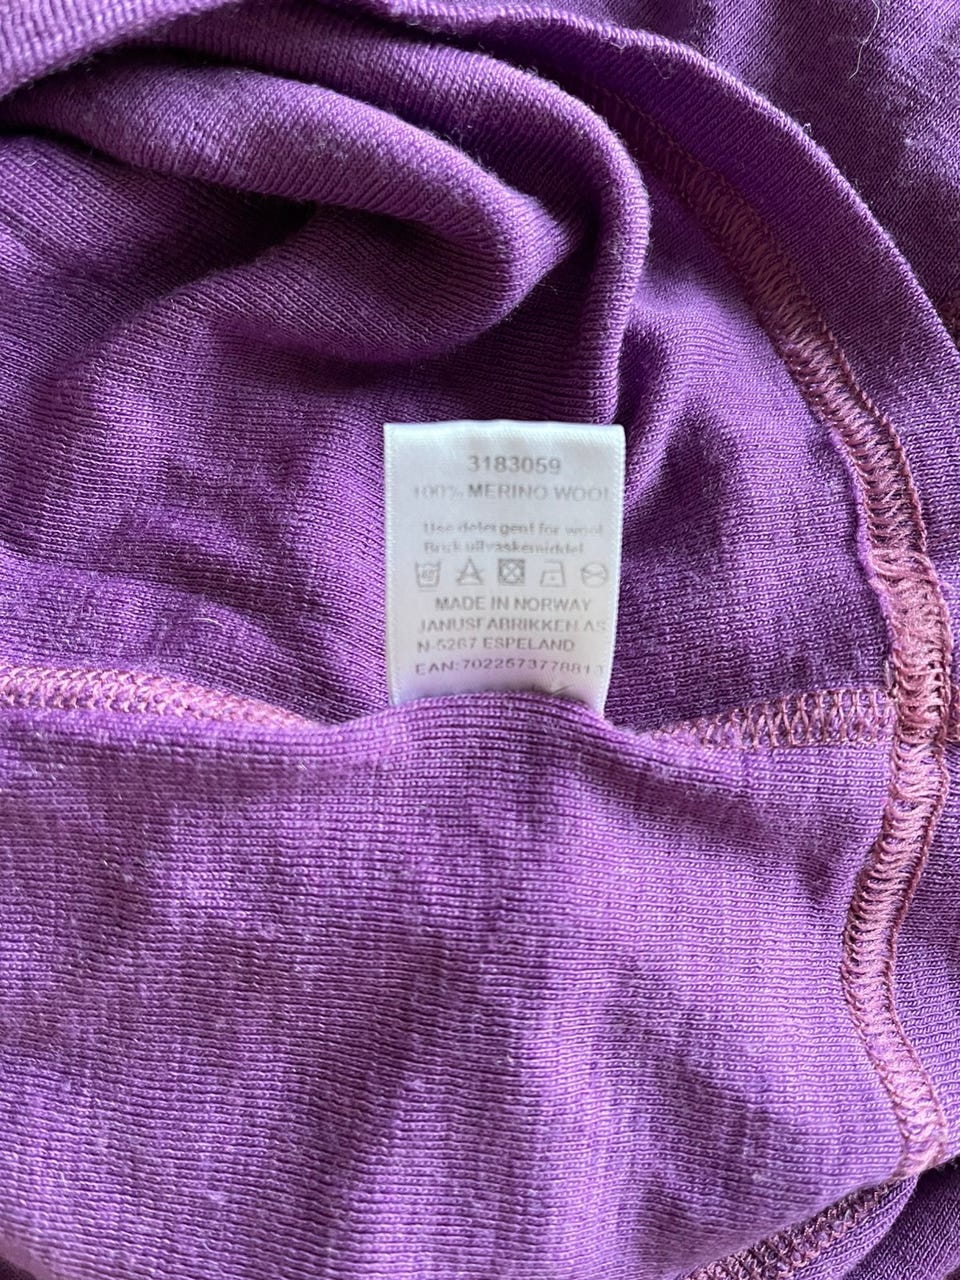 3183059
100% MERINO WOOL
Use detergent for wool
Bruk ullvaskemiddel
40
MADE IN NORWAY
JANUSFABRIKKEN AS
N-5267 ESPELAND
EAN:7022573778813